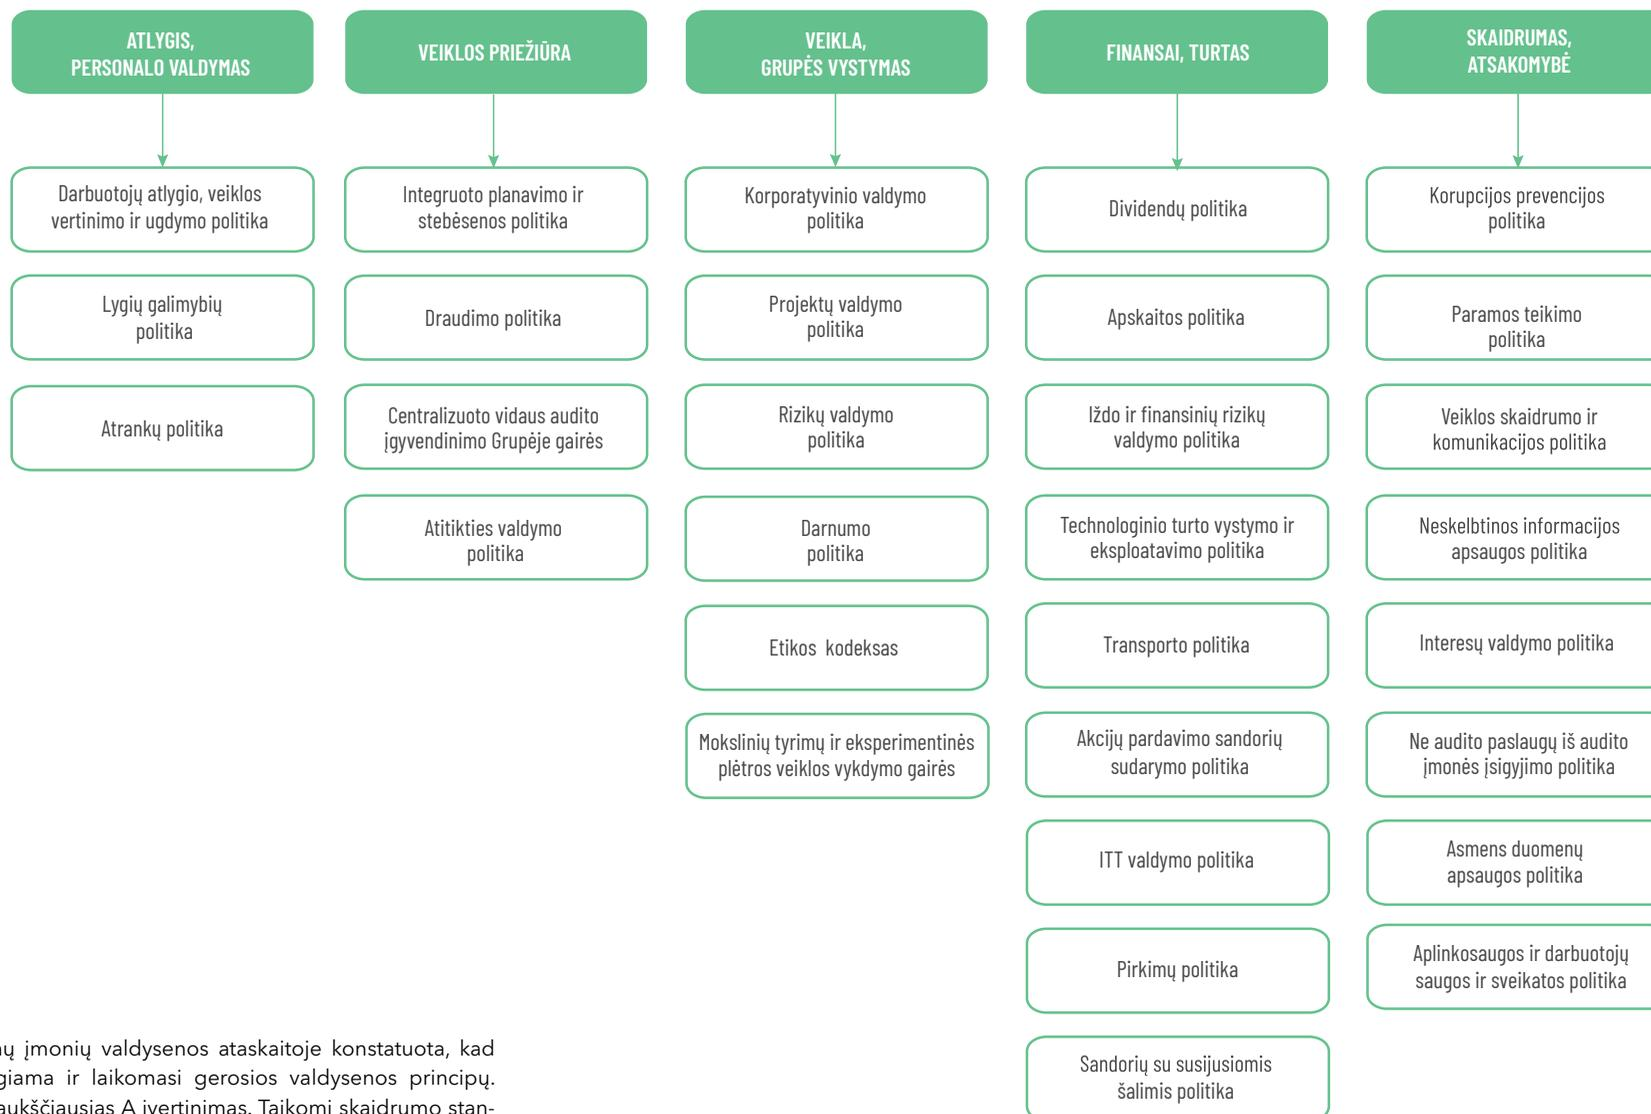 ATLYGIS,
PERSONALO VALDYMAS
Darbuotojų atlygio, veiklos
vertinimo ir ugdymo politika
Lygių galimybių
politika
Atrankų politika
VEIKLOS PRIEŽIŪRA
Integruoto planavimo ir
stebėsenos politika
Draudimo politika
Centralizuoto vidaus audito
įgyvendinimo Grupėje gairės
Atitikties valdymo
politika
VEIKLA,
GRUPĖS VYSTYMAS
Korporatyvinio valdymo
politika
Projektų valdymo
politika
Rizikų valdymo
politika
Darnumo
politika
Etikos kodeksas
Mokslinių tyrimų ir eksperimentinės
plėtros veiklos vykdymo gairės
FINANSAI, TURTAS
Dividendų politika
Apskaitos politika
Iždo ir finansinių rizikų
valdymo politika
Technologinio turto vystymo ir
eksploatavimo politika
Transporto politika
Akcijų pardavimo sandorių
sudarymo politika
ITT valdymo politika
Pirkimų politika
Sandorių su susijusiomis
šalimis politika
SKAIDRUMAS,
ATSAKOMYBĖ
Korupcijos prevencijos
politika
Paramos teikimo
politika
Veiklos skaidrumo ir
komunikacijos politika
Neskelbtinos informacijos
apsaugos politika
Interesų valdymo politika
Ne audito paslaugų iš audito
įmonės įsigyjimo politika
Asmens duomenų
apsaugos politika
Aplinkosaugos ir darbuotojų
saugos ir sveikatos politika
įmonių valdysenos ataskaitoje konstatuota, kad
ir laikomasi gerosios valdysenos principų.
aukščiausias A įvertinimas. Taikomi skaidrumo stan-